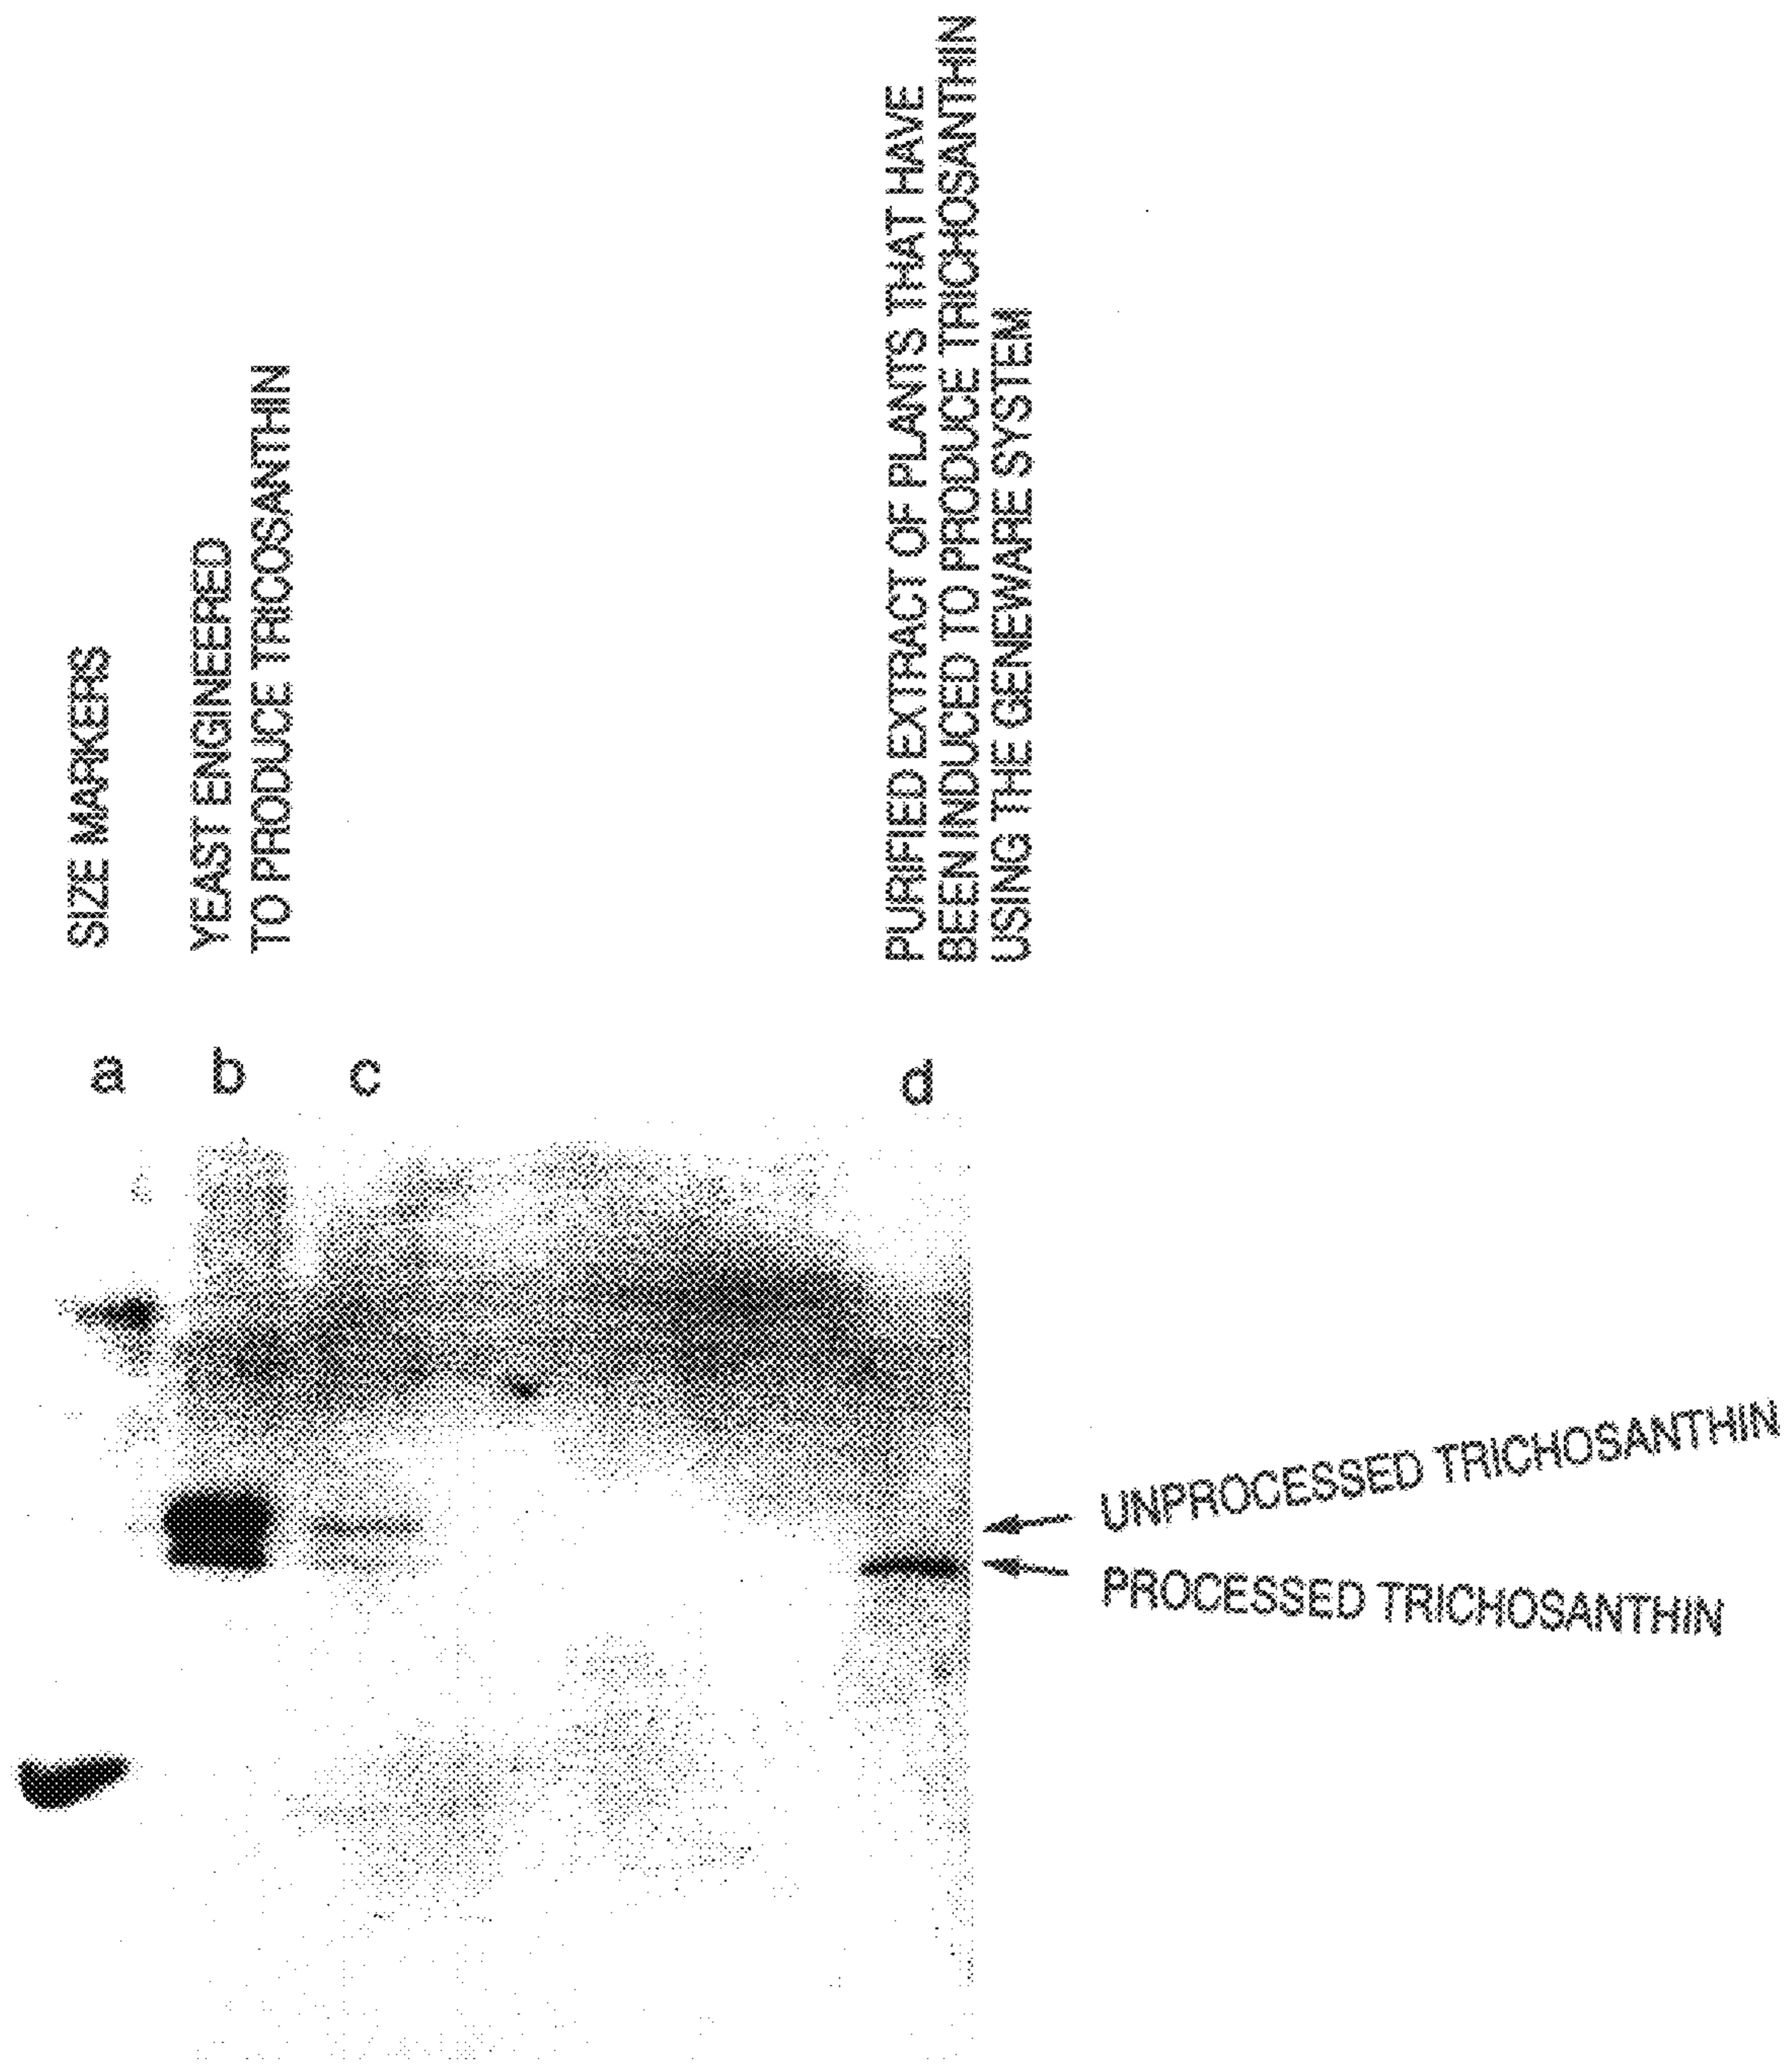 SIZE MARKERS
YEAST ENGINEERED
TO PRODUCE TRICOSANTHIN
PURIFIED EXTRACT OF PLANTS THAT HAVE
BEEN INDUCED TO PRODUCE TRICHOSANTHIN
USING THE GENEWARE SYSTEM
a b c d
UNPROCESSED TRICHOSANTHIN
PROCESSED TRICHOSANTHIN